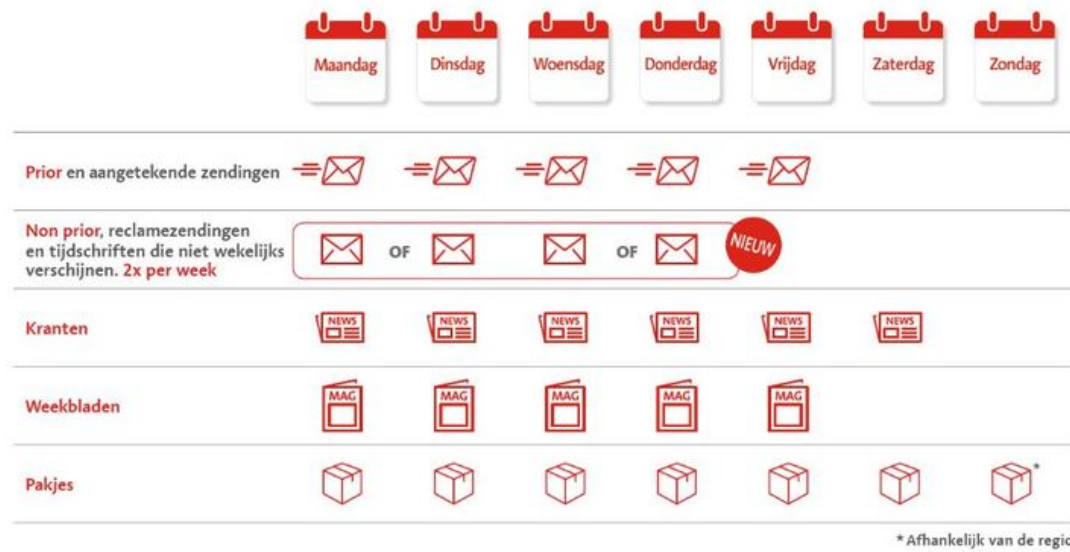 Maandag
Dinsdag
Woensdag
Donderdag
Vrijdag
Zaterdag
Zondag
Prior en aangetekende zendingen
Non prior, reclamezendingen
en tijdschriften die niet wekelijks
verschijnen. 2x per week
OF
OF
NIEUW
Kranten
NEWS
NEWS
NEWS
NEWS
NEWS
NEWS
Weekbladen
MAG
MAG
MAG
MAG
MAG
Pakjes
*
* Afhankelijk van de regio